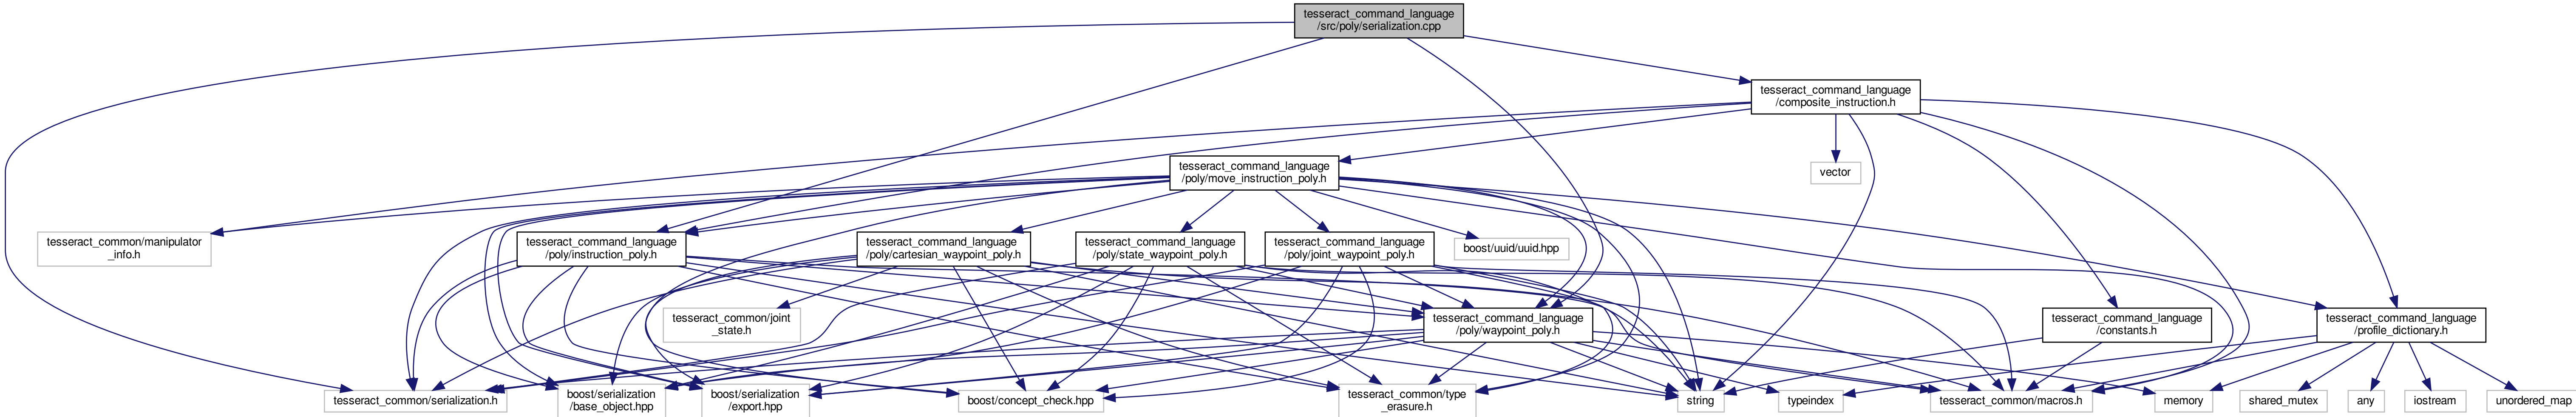 tesseract_command_language
/src/poly/serialization.cpp
tesseract_command_language
/composite_instruction.h
tesseract_command_language
/poly/move_instruction_poly.h
vector
tesseract_common/manipulator
_info.h
tesseract_command_language
/poly/instruction_poly.h
tesseract_command_language
/poly/cartesian_waypoint_poly.h
tesseract_command_language
/poly/state_waypoint_poly.h
tesseract_command_language
/poly/joint_waypoint_poly.h
boost/uuid/uuid.hpp
tesseract_common/joint
_state.h
tesseract_command_language
/poly/waypoint_poly.h
tesseract_command_language
/constants.h
tesseract_command_language
/profile_dictionary.h
tesseract_common/serialization.h
boost/serialization
/base_object.hpp
boost/serialization
/export.hpp
boost/concept_check.hpp
tesseract_common/type
_erasure.h
string
typeindex
tesseract_common/macros.h
memory
shared_mutex
any
iostream
unordered_map